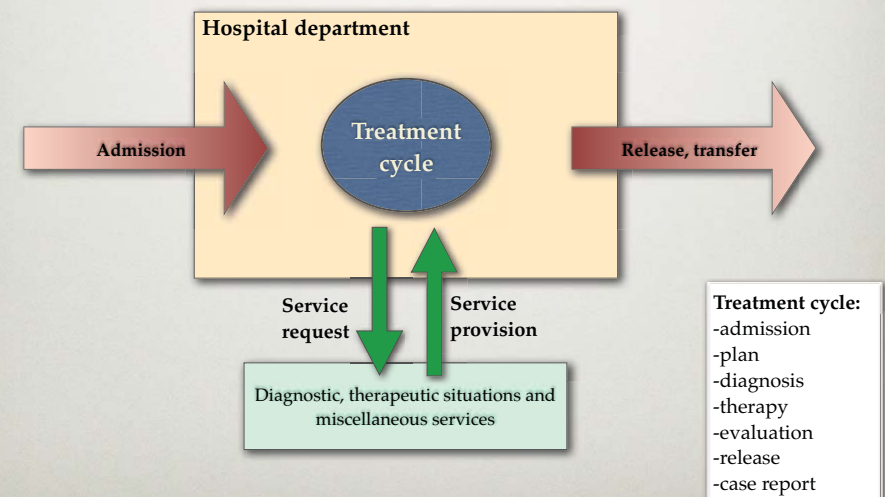 Hospital department
Treatment
cycle
Admission
Release, transfer
Service
request
Service
provision
Diagnostic, therapeutic situations and
miscellaneous services
Treatment cycle:
-admission
-plan
-diagnosis
-therapy
-evaluation
-release
-case report